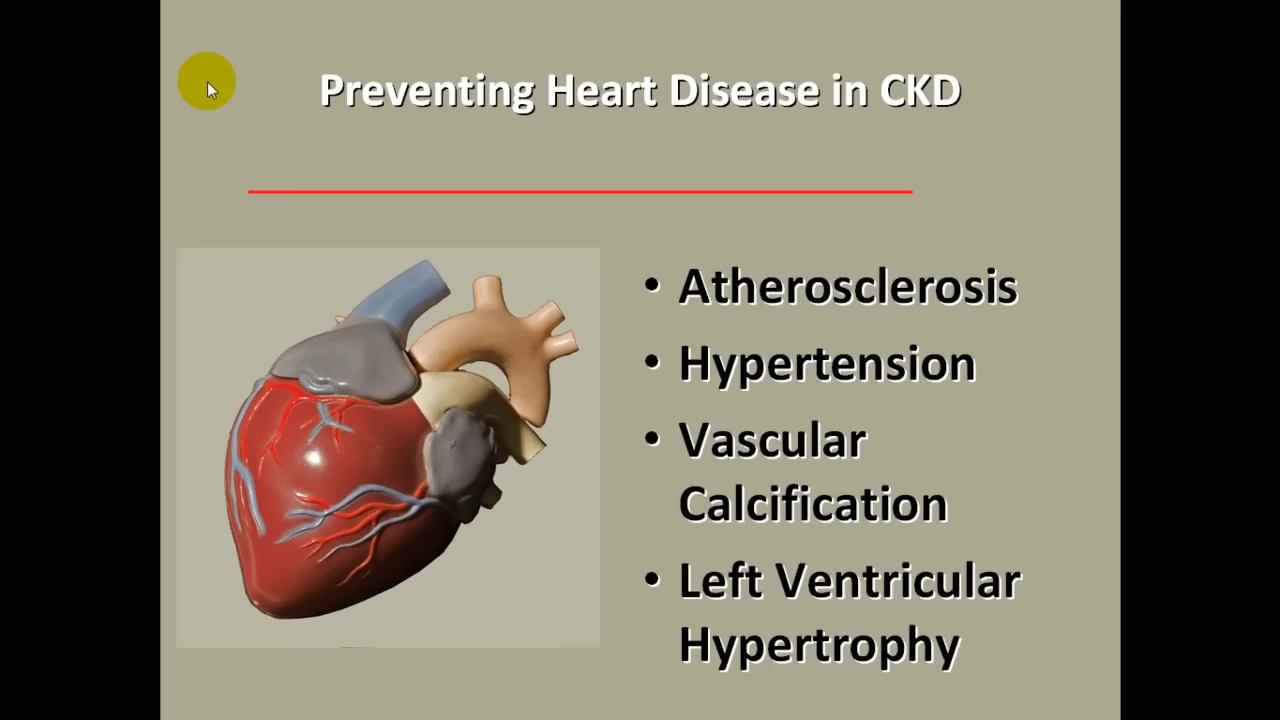 Preventing Heart Disease in CKD
• Atherosclerosis
• Hypertension
• Vascular
Calcification
• Left Ventricular
Hypertrophy